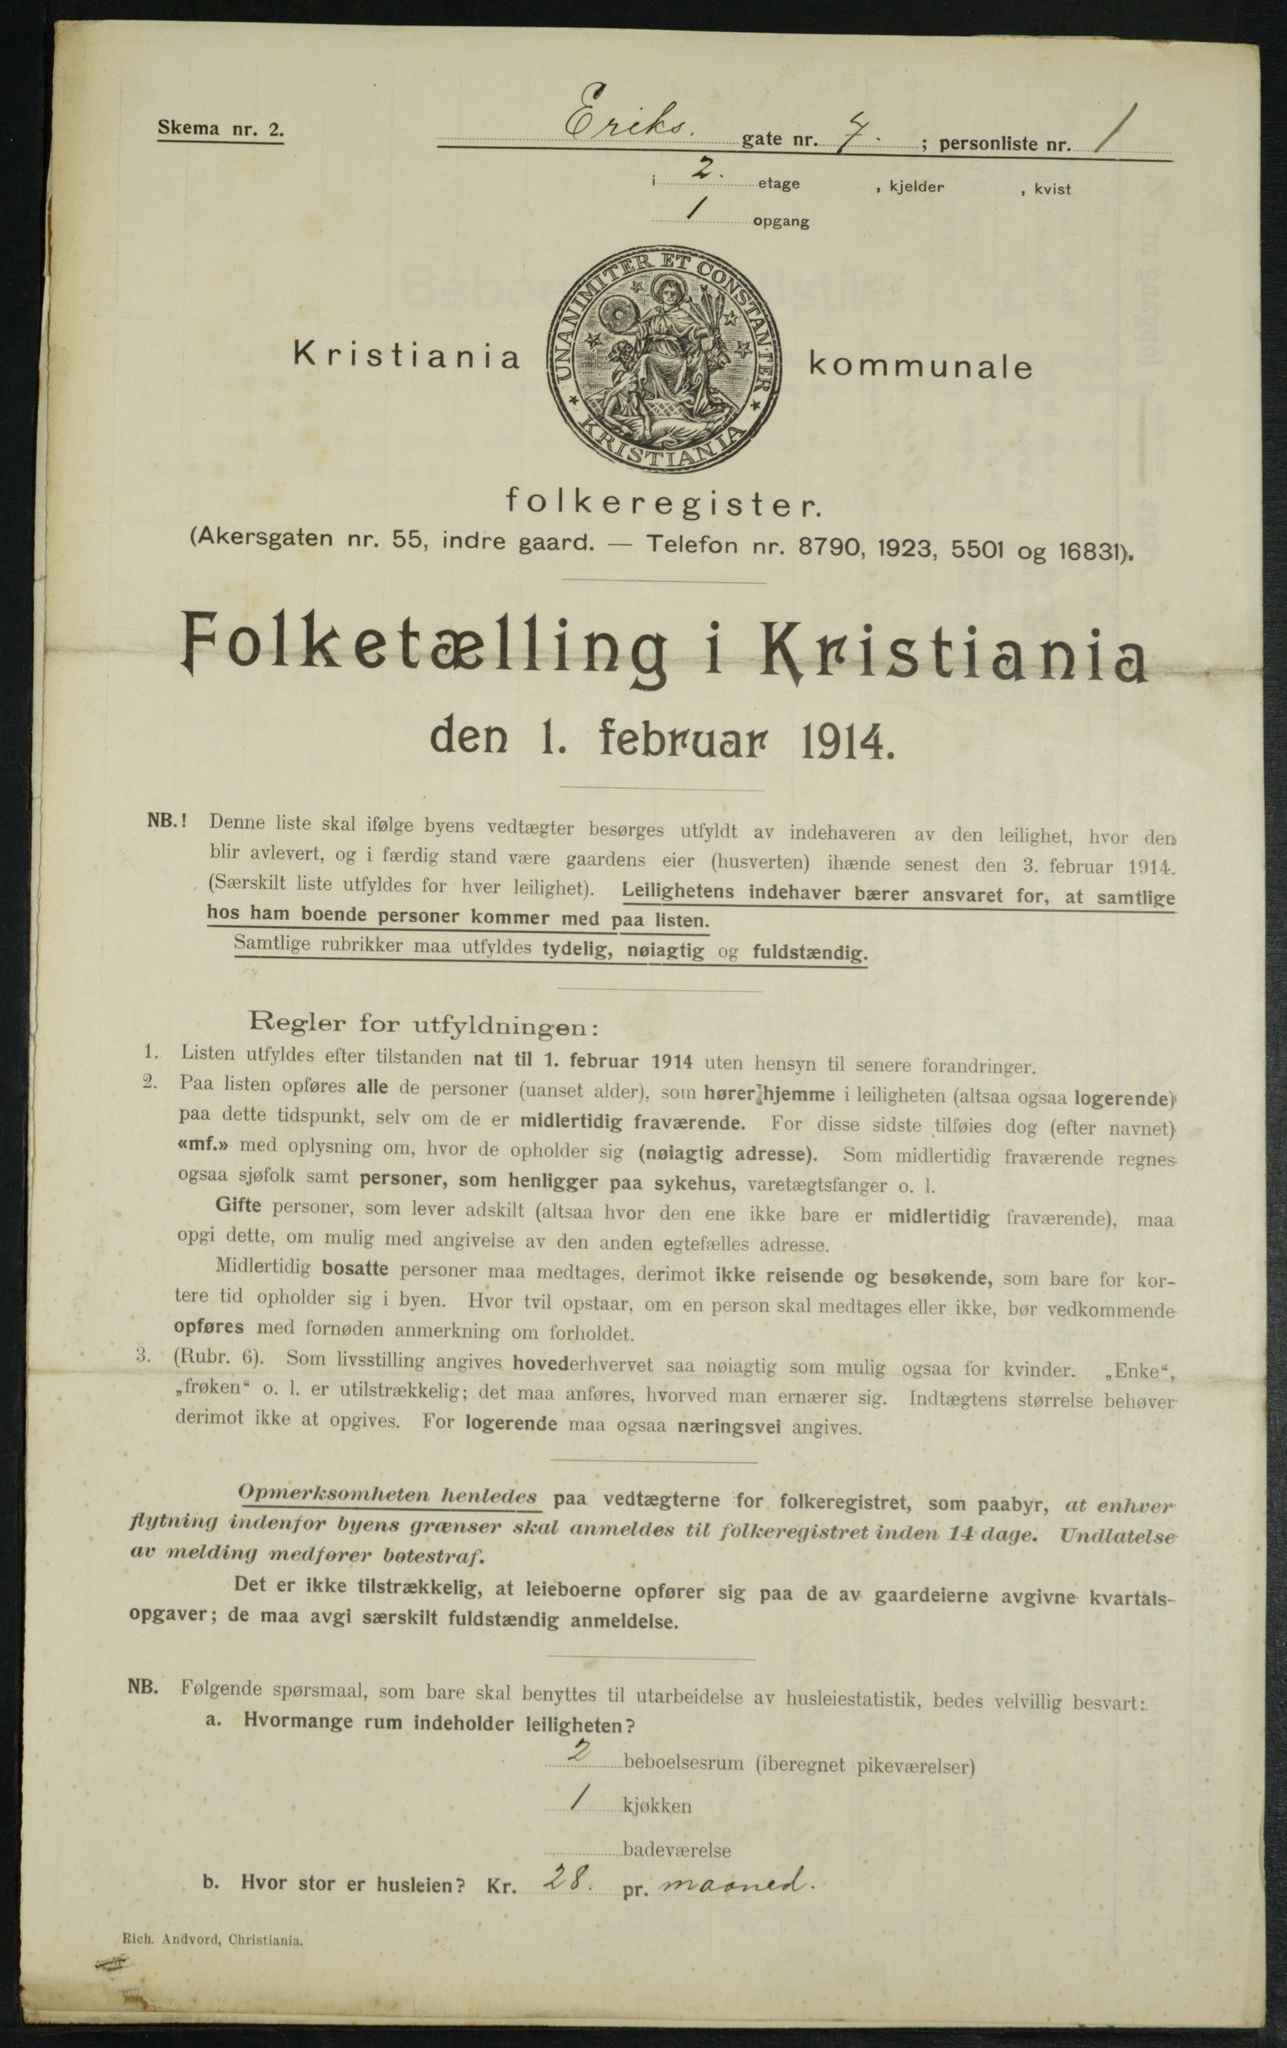 Skema nr. 2.
Eriks. gate nr. 7. ; personliste nr. 1
i 2. etage , kjelder , kvist
1 opgang
UNANIMITER ET CONSTANTER
KRISTIANIA
Kristiania kommunale
folkeregister.
(Akersgaten nr. 55, indre gaard. — Telefon nr. 8790, 1923, 5501 og 16831).
Folketælling i Kristiania
den 1. februar 1914.
NB.! Denne liste skal ifølge byens vedtægter besørges utfyldt av indehaveren av den leilighet, hvor den
blir avlevert, og i færdig stand være gaardens eier (husverten) ihænde senest den 3. februar 1914.
(Særskilt liste utfyldes for hver leilighet). Leilighetens indehaver bærer ansvaret for, at samtlige
hos ham boende personer kommer med paa listen.
Samtlige rubrikker maa utfyldes tydelig, nøiagtig og fuldstændig.
Regler for utfyldningen:
1. Listen utfyldes efter tilstanden nat til 1. februar 1914 uten hensyn til senere forandringer.
2. Paa listen opføres alle de personer (uanset alder), som hører hjemme i leiligheten (altsaa ogsaa logerende)
paa dette tidspunkt, selv om de er midlertidig fraværende. For disse sidste tilføies dog (efter navnet)
«mf.» med oplysning om, hvor de opholder sig (nøiagtig adresse). Som midlertidig fraværende regnes
ogsaa sjøfolk samt personer, som henligger paa sykehus, varetægtsfanger o. l.
Gifte personer, som lever adskilt (altsaa hvor den ene ikke bare er midlertidig fraværende), maa
opgi dette, om mulig med angivelse av den anden egtefælles adresse.
Midlertidig bosatte personer maa medtages, derimot ikke reisende og besøkende, som bare for kor-
tere tid opholder sig i byen. Hvor tvil opstaar, om en person skal medtages eller ikke, bør vedkommende
opføres med fornøden anmerkning om forholdet.
3. (Rubr. 6). Som livsstilling angives hovederhvervet saa nøiagtig som mulig ogsaa for kvinder. „Enke“,
„frøken“ o. l. er utilstrækkelig; det maa anføres, hvorved man ernærer sig. Indtægtens størrelse behøver
derimot ikke at opgives. For logerende maa ogsaa næringsvei angives.
Opmerksomheten henledes paa vedtægterne for folkeregistret, som paabyr, at enhver
flytning indenfor byens grænser skal anmeldes til folkeregistret inden 14 dage. Undlatelse
av melding medfører bøtestraf.
Det er ikke tilstrækkelig, at leieboerne opfører sig paa de av gaardeierne avgivne kvartals-
opgaver; de maa avgi særskilt fuldstændig anmeldelse.
NB. Følgende spørsmaal, som bare skal benyttes til utarbeidelse av husleiestatistik, bedes velvillig besvart:
a. Hvormange rum indeholder leiligheten?
2 beboelsesrum (iberegnet pikeværelser)
1 kjøkken
badeværelse
b. Hvor stor er husleien? Kr. 28. pr. maaned.
Rich. Andvord, Christiania.